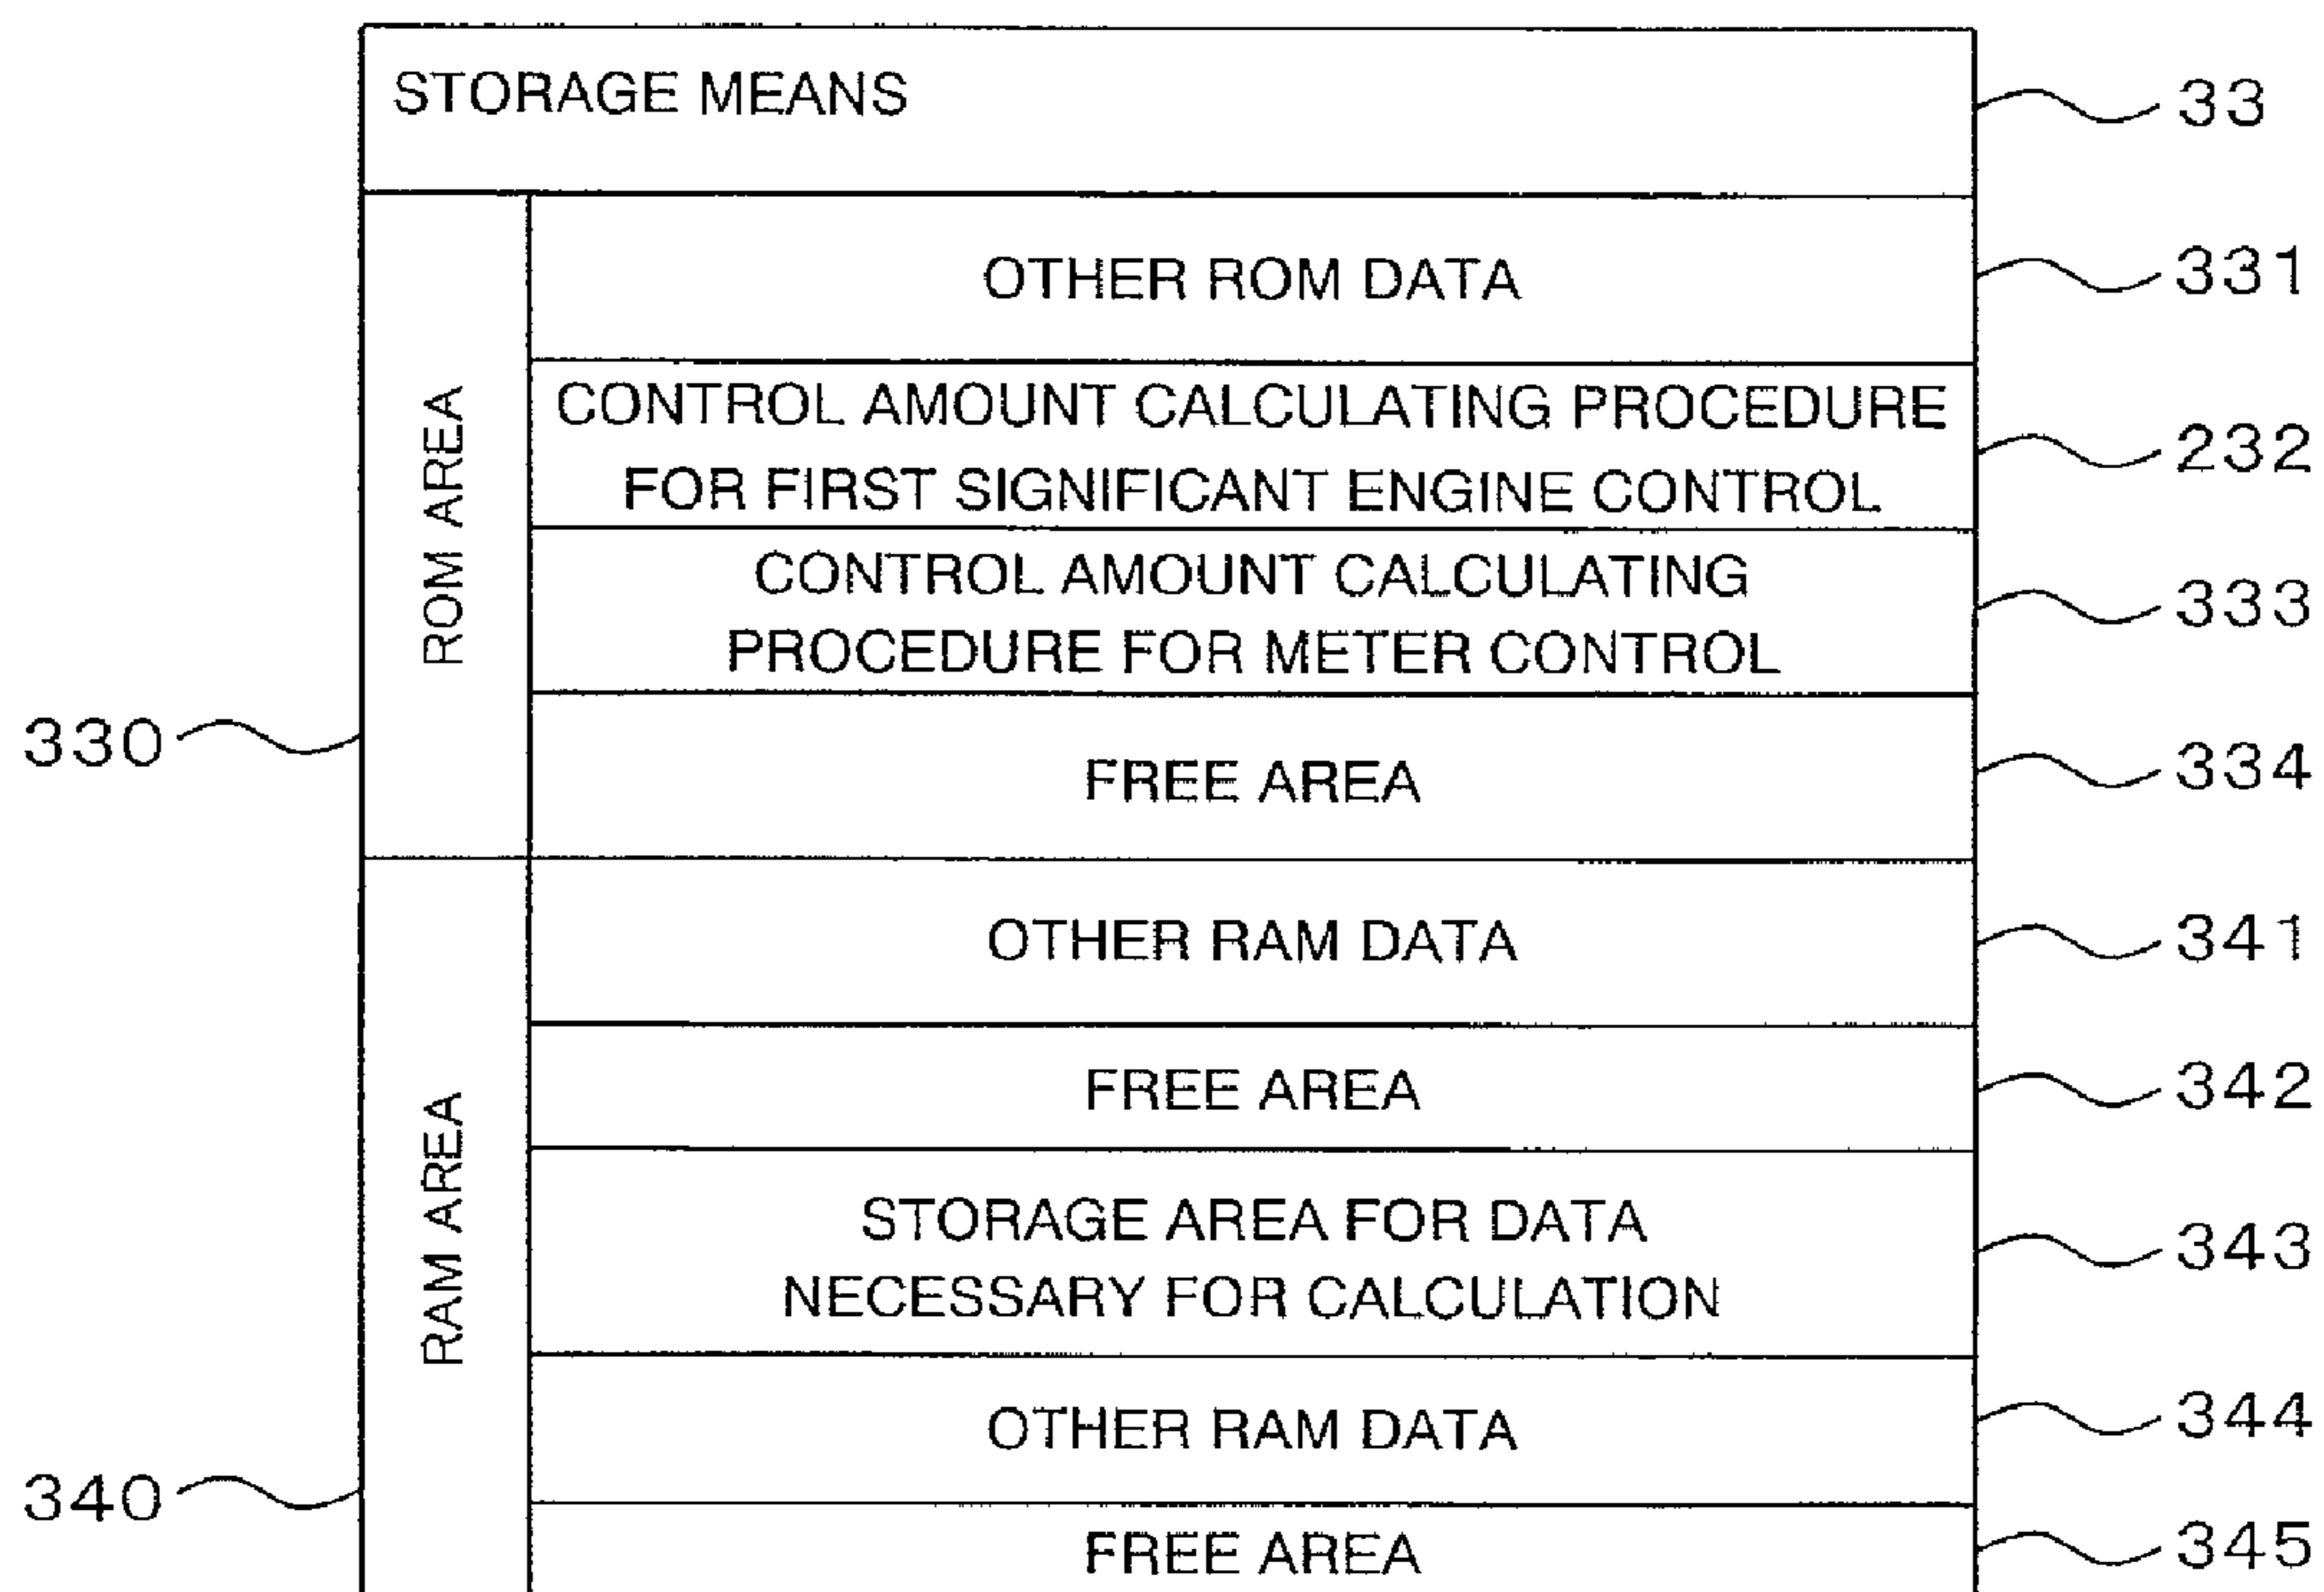 STORAGE MEANS
33
ROM AREA
330
OTHER ROM DATA
331
CONTROL AMOUNT CALCULATING PROCEDURE
FOR FIRST SIGNIFICANT ENGINE CONTROL
232
CONTROL AMOUNT CALCULATING
PROCEDURE FOR METER CONTROL
333
FREE AREA
334
RAM AREA
340
OTHER RAM DATA
341
FREE AREA
342
STORAGE AREA FOR DATA
NECESSARY FOR CALCULATION
343
OTHER RAM DATA
344
FREE AREA
345